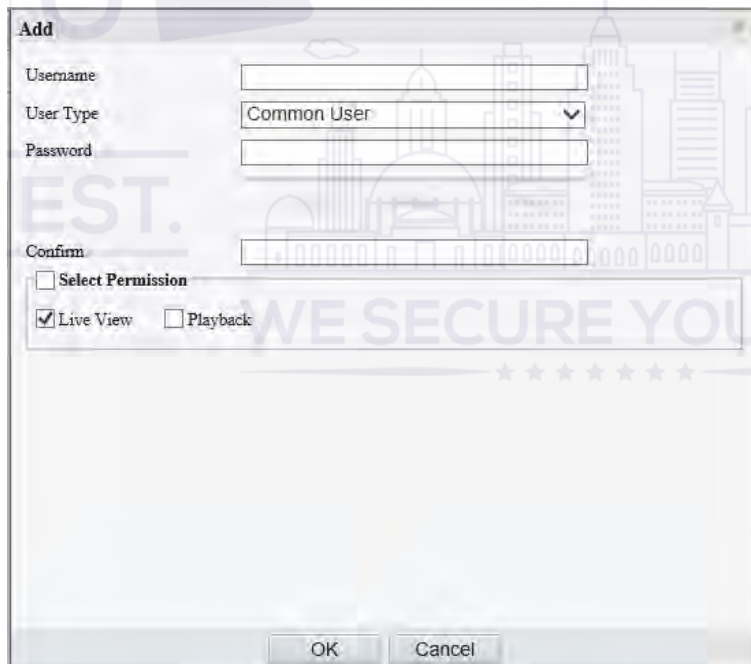 Add
Username
User Type Common User
Password
EST.
Confirm
Select Permission
Live View Playback
WE SECURE YOU
OK Cancel